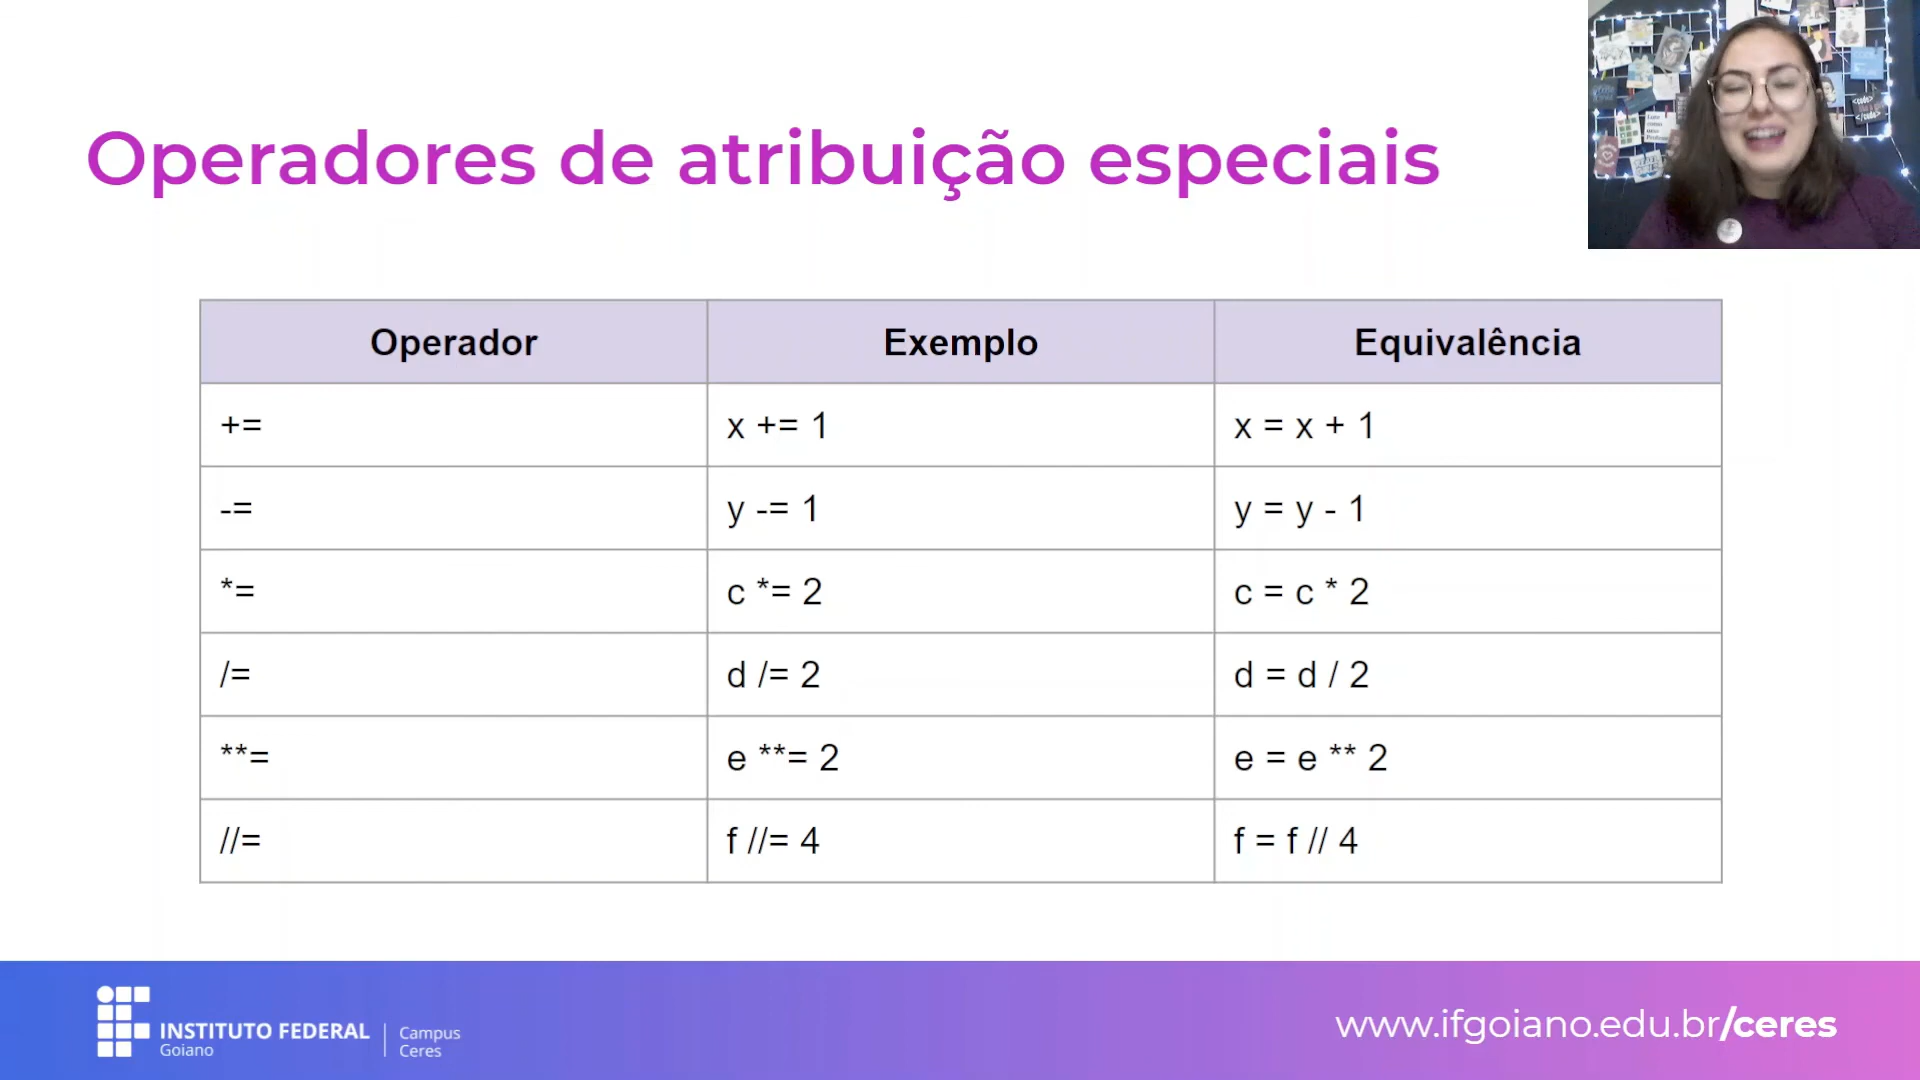 Operadores de atribuição especiais
Operador Exemplo Equivalência
+= x += 1 x = x + 1
-= y -= 1 y = y - 1
*= c *= 2 c = c * 2
/= d /= 2 d = d / 2
**= e **= 2 e = e ** 2
//= f //= 4 f = f // 4
INSTITUTO FEDERAL
Goiano
Campus
Ceres
www.ifgoiano.edu.br/ceres